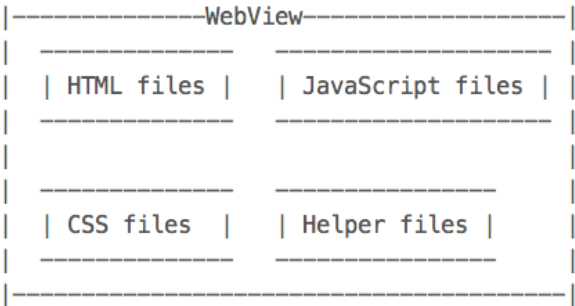 WebView
| HTML files | | JavaScript files |
| CSS files | | Helper files |